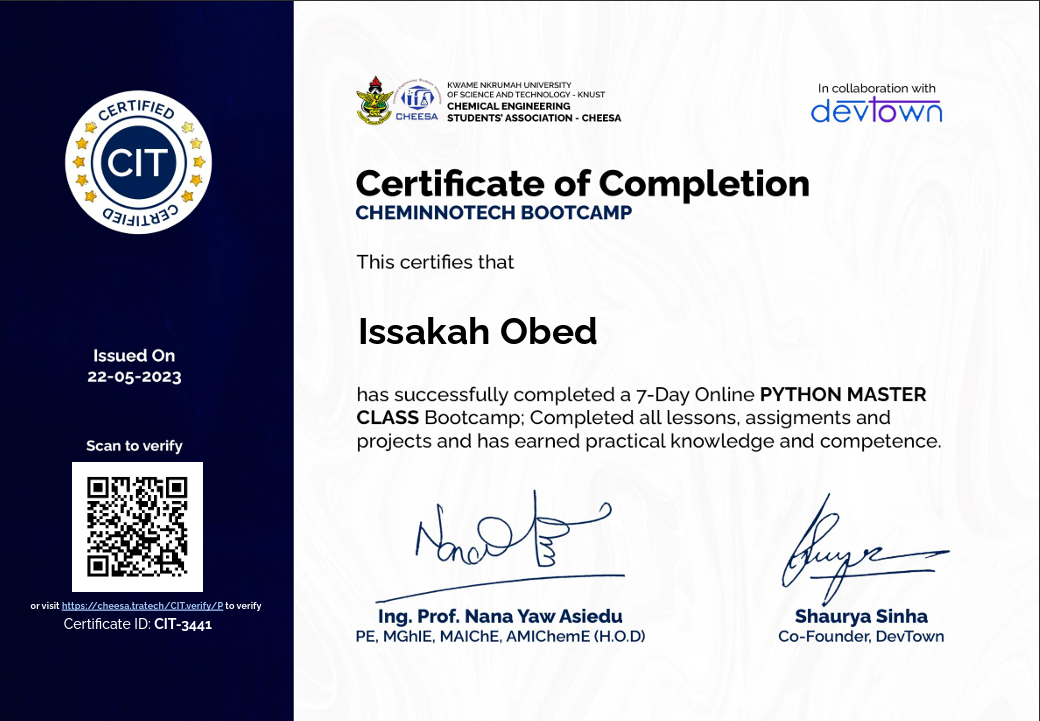 CERTIFIED
CIT
CERTIFIED
Issued On
22-05-2023
Scan to verify
or visit https://cheesa.tratech/CIT.verify/P to verify
Certificate ID: CIT-3441
CHEESA
KWAME NKRUMAH UNIVERSITY
OF SCIENCE AND TECHNOLOGY - KNUST
CHEMICAL ENGINEERING
STUDENTS' ASSOCIATION - CHEESA
In collaboration with
devtown
Certificate of Completion
CHEMINNOTECH BOOTCAMP
This certifies that
Issakah Obed
has successfully completed a 7-Day Online PYTHON MASTER
CLASS Bootcamp; Completed all lessons, assigments and
projects and has earned practical knowledge and competence.
Ing. Prof. Nana Yaw Asiedu
PE, MGhIE, MAIChE, AMIChemE (H.O.D)
Shaurya Sinha
Co-Founder, DevTown